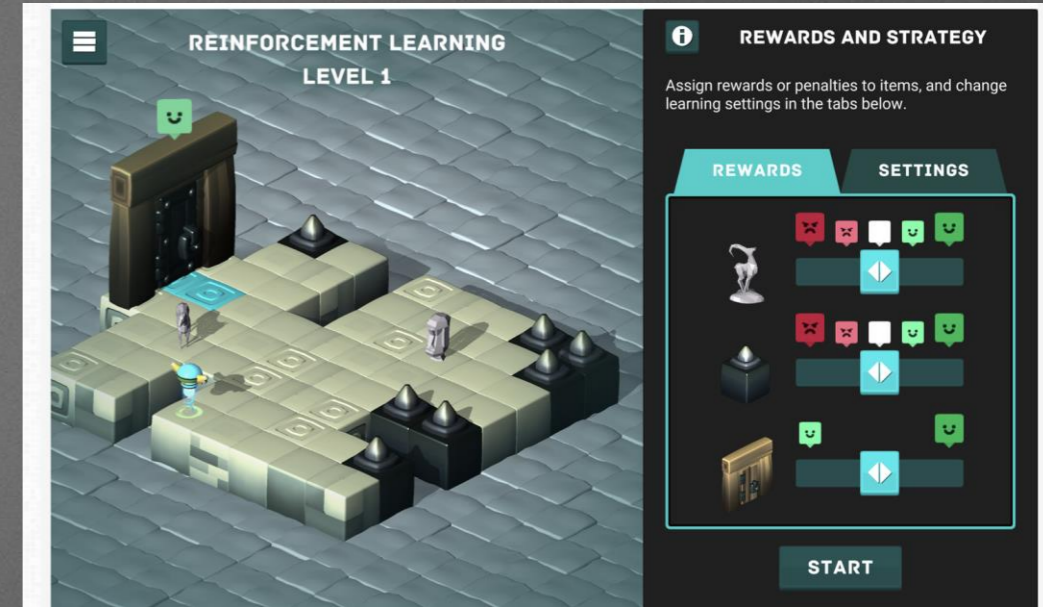 REINFORCEMENT LEARNING
LEVEL 1
REWARDS AND STRATEGY
Assign rewards or penalties to items, and change
learning settings in the tabs below.
REWARDS
SETTINGS
START